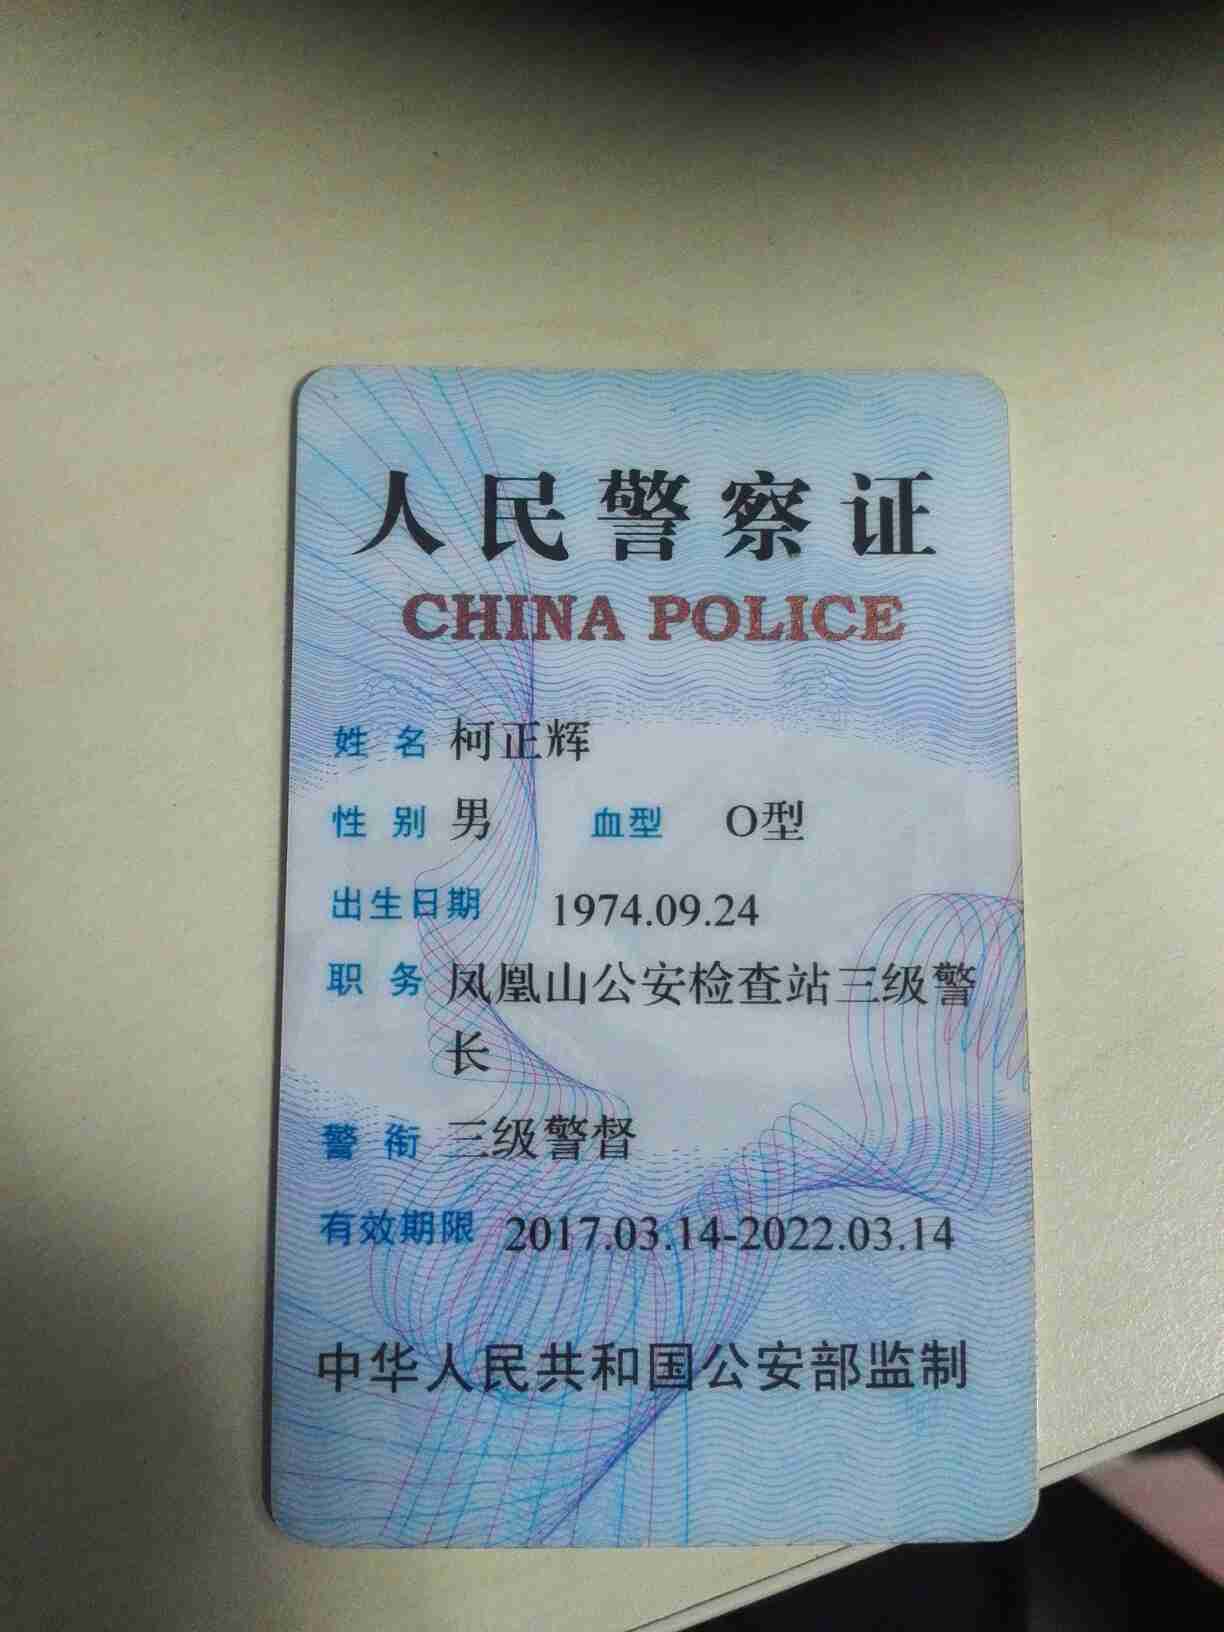 人民警察证
CHINA POLICE
姓名 柯正辉
性别 男 血型 O型
出生日期 1974.09.24
职务 凤凰山公安检查站三级警
长
警衔 三级警督
有效期限 2017.03.14-2022.03.14
中华人民共和国公安部监制